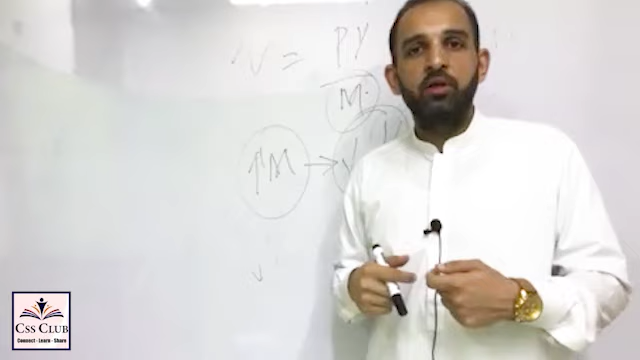 V = PY
M
↑M → V
V
CSS CLUB
Connect - Learn - Share